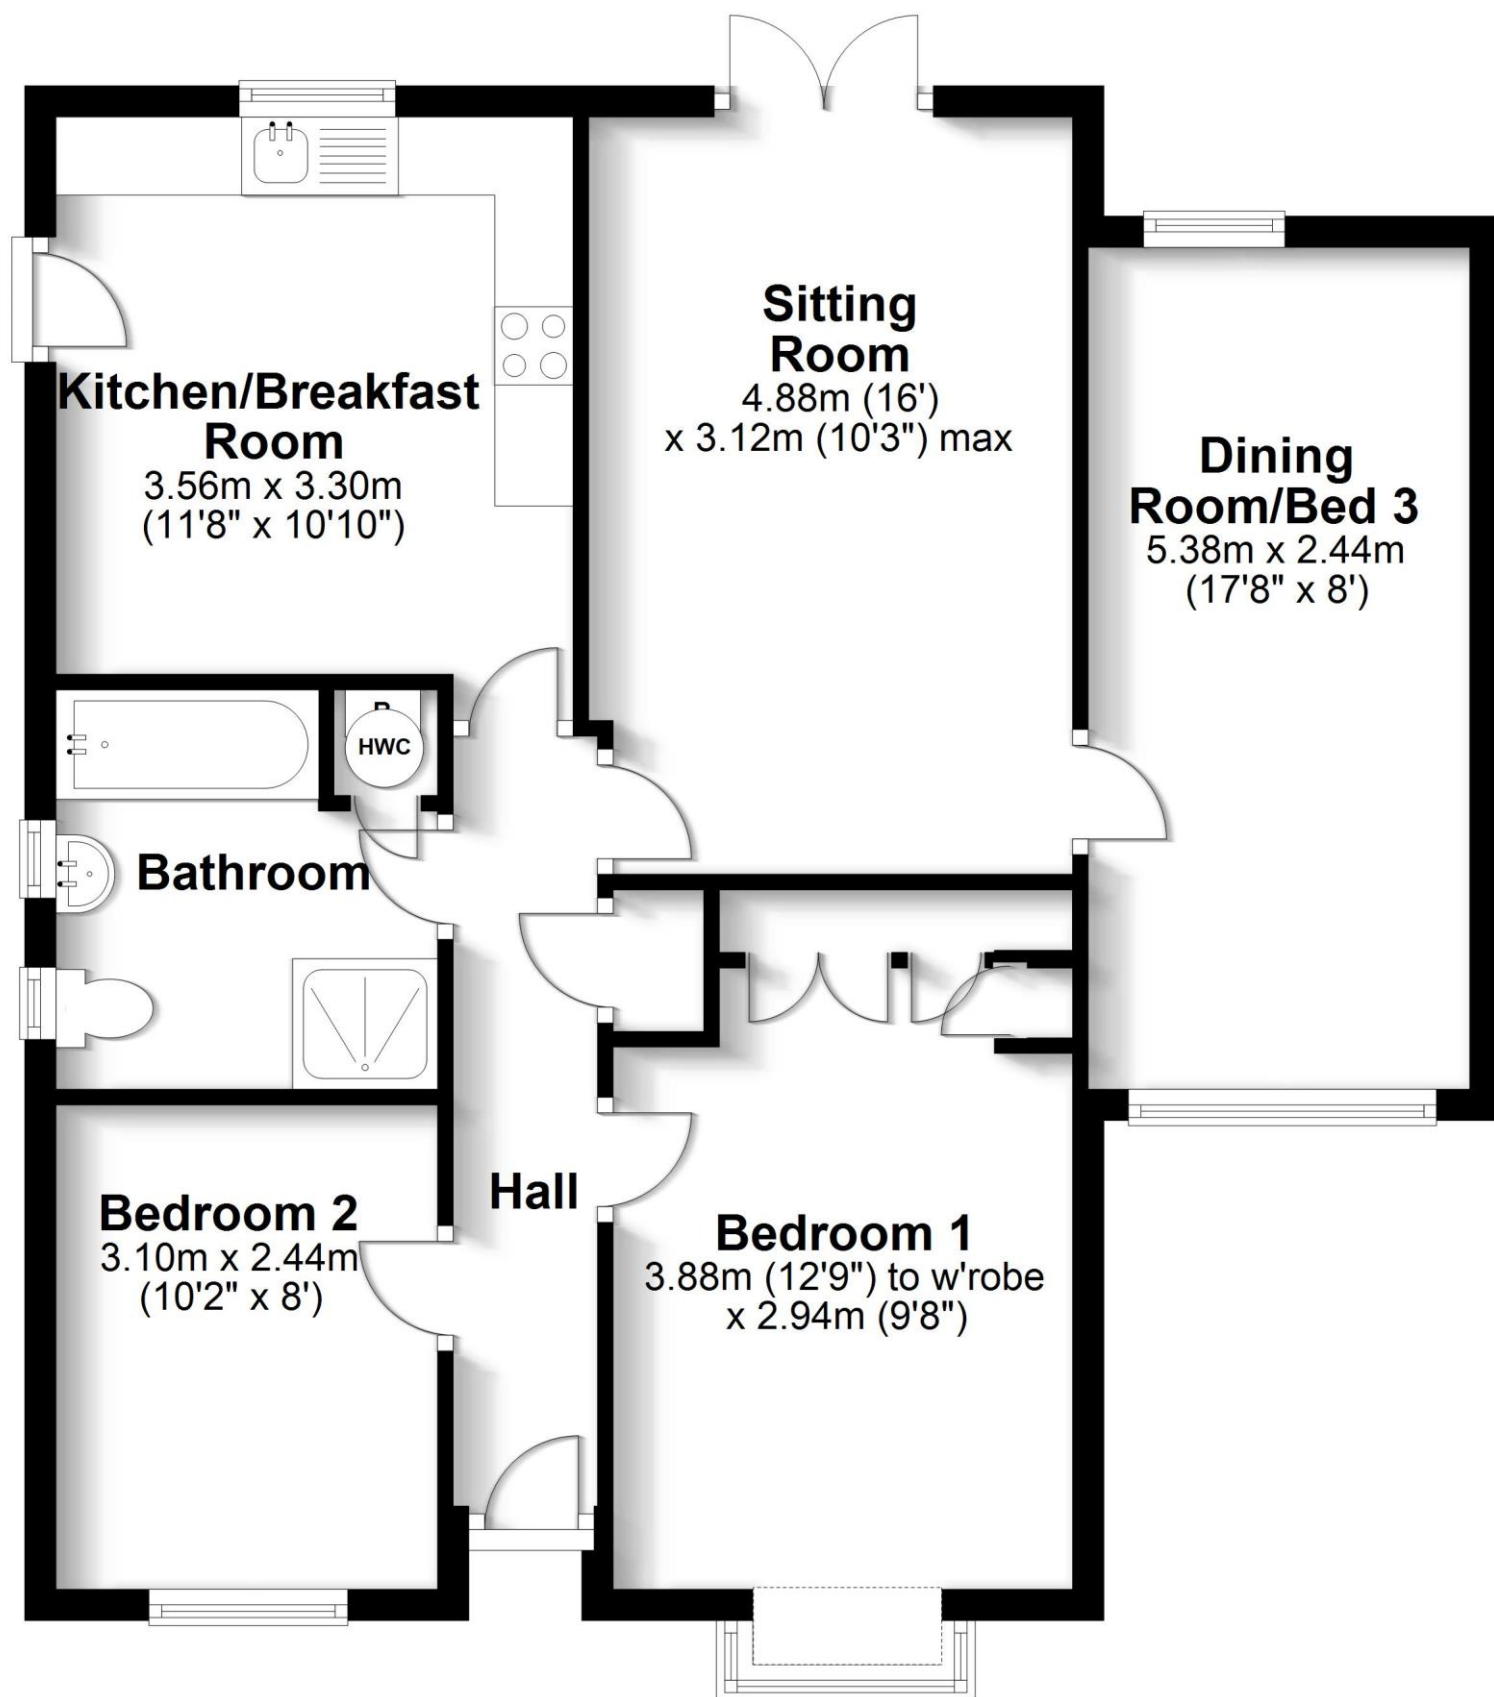 Sitting
Room
4.88m (16')
x 3.12m (10'3") max
Kitchen/Breakfast
Room
3.56m x 3.30m
(11'8" x 10'10")
Dining
Room/Bed 3
5.38m x 2.44m
(17'8" x 8')
HWC
Bathroom
Hall
Bedroom 2
3.10m x 2.44m
(10'2" x 8')
Bedroom 1
3.88m (12'9") to w'robe
x 2.94m (9'8")